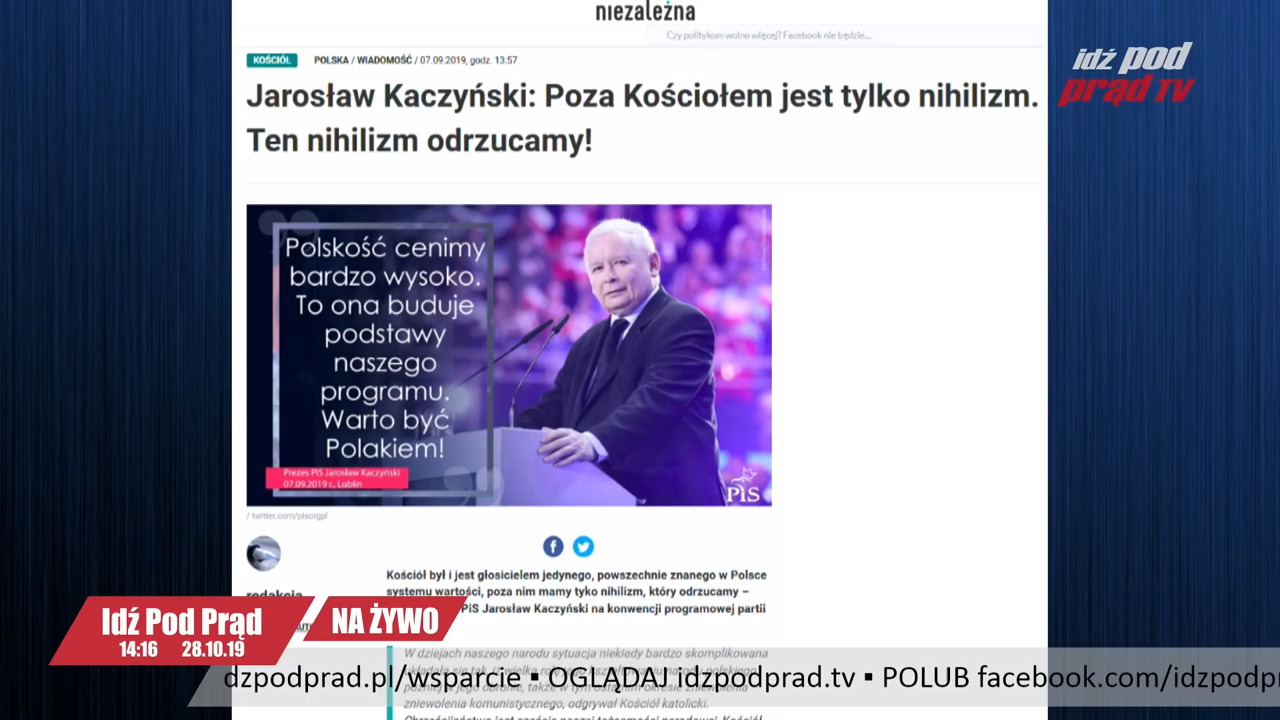 niezależna
Czy politykom wolno więcej? Facebook nie będzie...
KOŚCIÓŁ POLSKA / WIADOMOŚĆ / 07.09.2019, godz. 13:57
idź pod
prąd TV
Jarosław Kaczyński: Poza Kościołem jest tylko nihilizm.
Ten nihilizm odrzucamy!
Polskość cenimy
bardzo wysoko.
To ona buduje
podstawy
naszego
programu.
Warto być
Polakiem!
Prezes PiS Jarosław Kaczyński
07.09.2019 r., Lublin
PiS
/ twitter.com/pisorgpl
Kościół był i jest głosicielem jedynego, powszechnie znanego w Polsce
systemu wartości, poza nim mamy tyko nihilizm, który odrzucamy –
PiS Jarosław Kaczyński na konwencji programowej partii
redakcja
Idź Pod Prąd NA ŻYWO
14:16 28.10.19
W dziejach naszego narodu sytuacja niekiedy bardzo skomplikowana
dzpodprad.pl/wsparcie ▪ OGLĄDAJ idzpodprad.tv ▪ POLUB facebook.com/idzpodpr
zniewolenia komunistycznego, odgrywał Kościół katolicki.